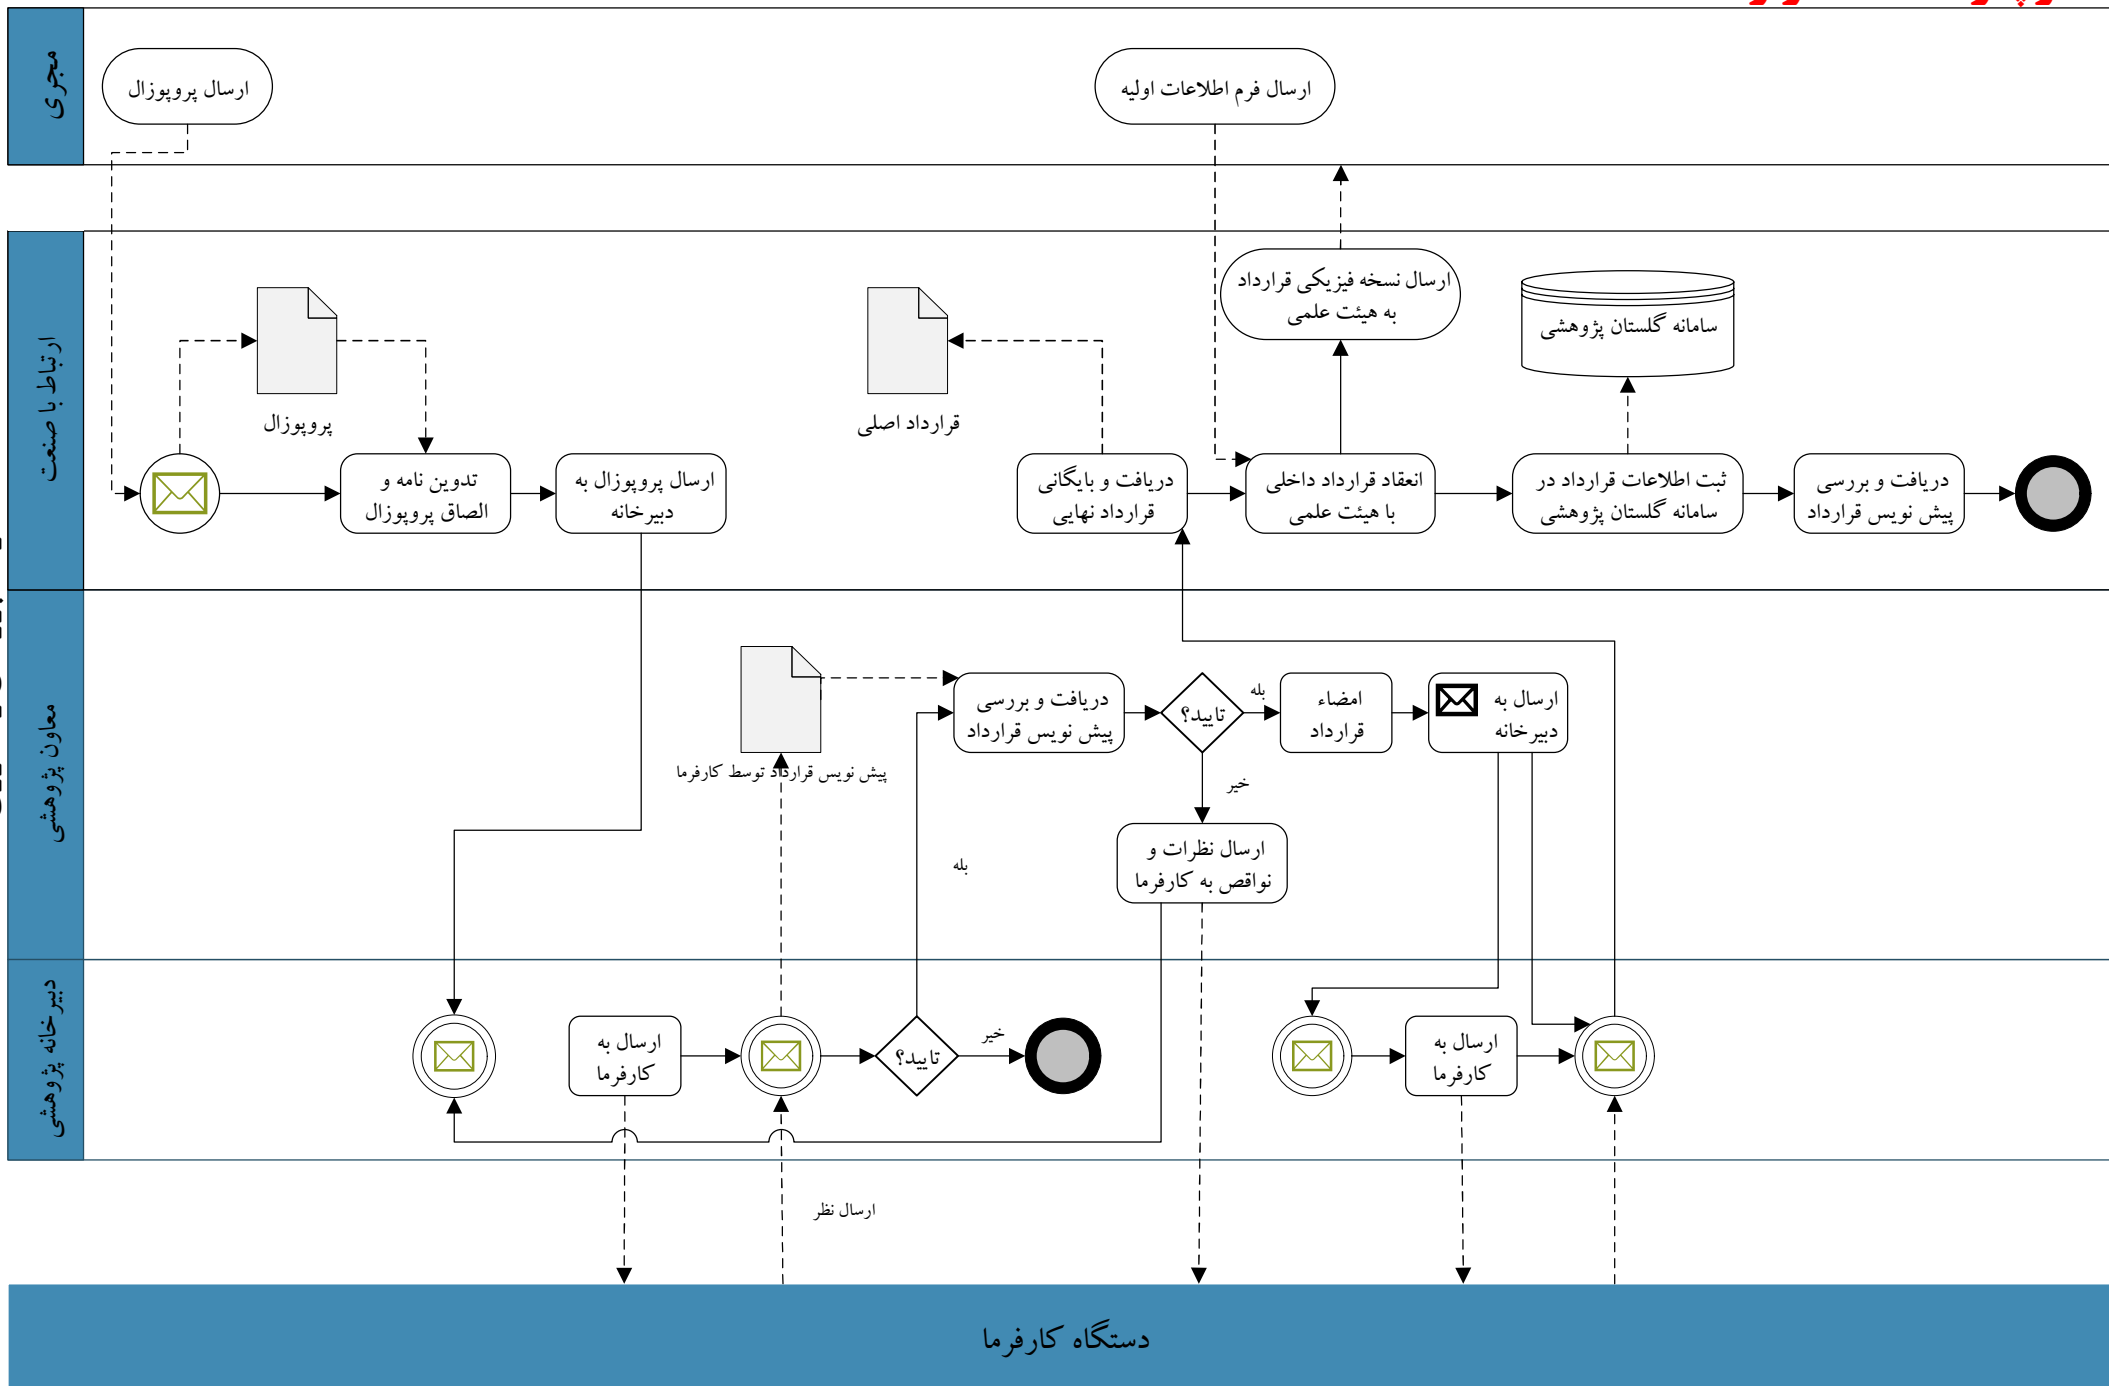 مجری
ارسال پروپوزال
ارسال فرم اطلاعات اولیه
ارتباط با صنعت
پروپوزال
قرارداد اصلی
ارسال نسخه فیزیکی قرارداد
به هیئت علمی
سامانه گلستان پژوهشی
تدوین نامه و
الصاق پروپوزال
ارسال پروپوزال به
دبیرخانه
دریافت و بایگانی
قرارداد نهایی
انعقاد قرارداد داخلی
با هیئت علمی
ثبت اطلاعات قرارداد در
سامانه گلستان پژوهشی
دریافت و بررسی
پیش نویس قرارداد
معاون پژوهشی
پیش نویس قرارداد توسط کارفرما
دریافت و بررسی
پیش نویس قرارداد
تایید؟
بله
امضاء
قرارداد
ارسال به
دبیرخانه
خیر
ارسال نظرات و
نواقص به کارفرما
بله
دبیرخانه پژوهشی
ارسال به
کارفرما
تایید؟
خیر
ارسال به
کارفرما
ارسال نظر
دستگاه کارفرما